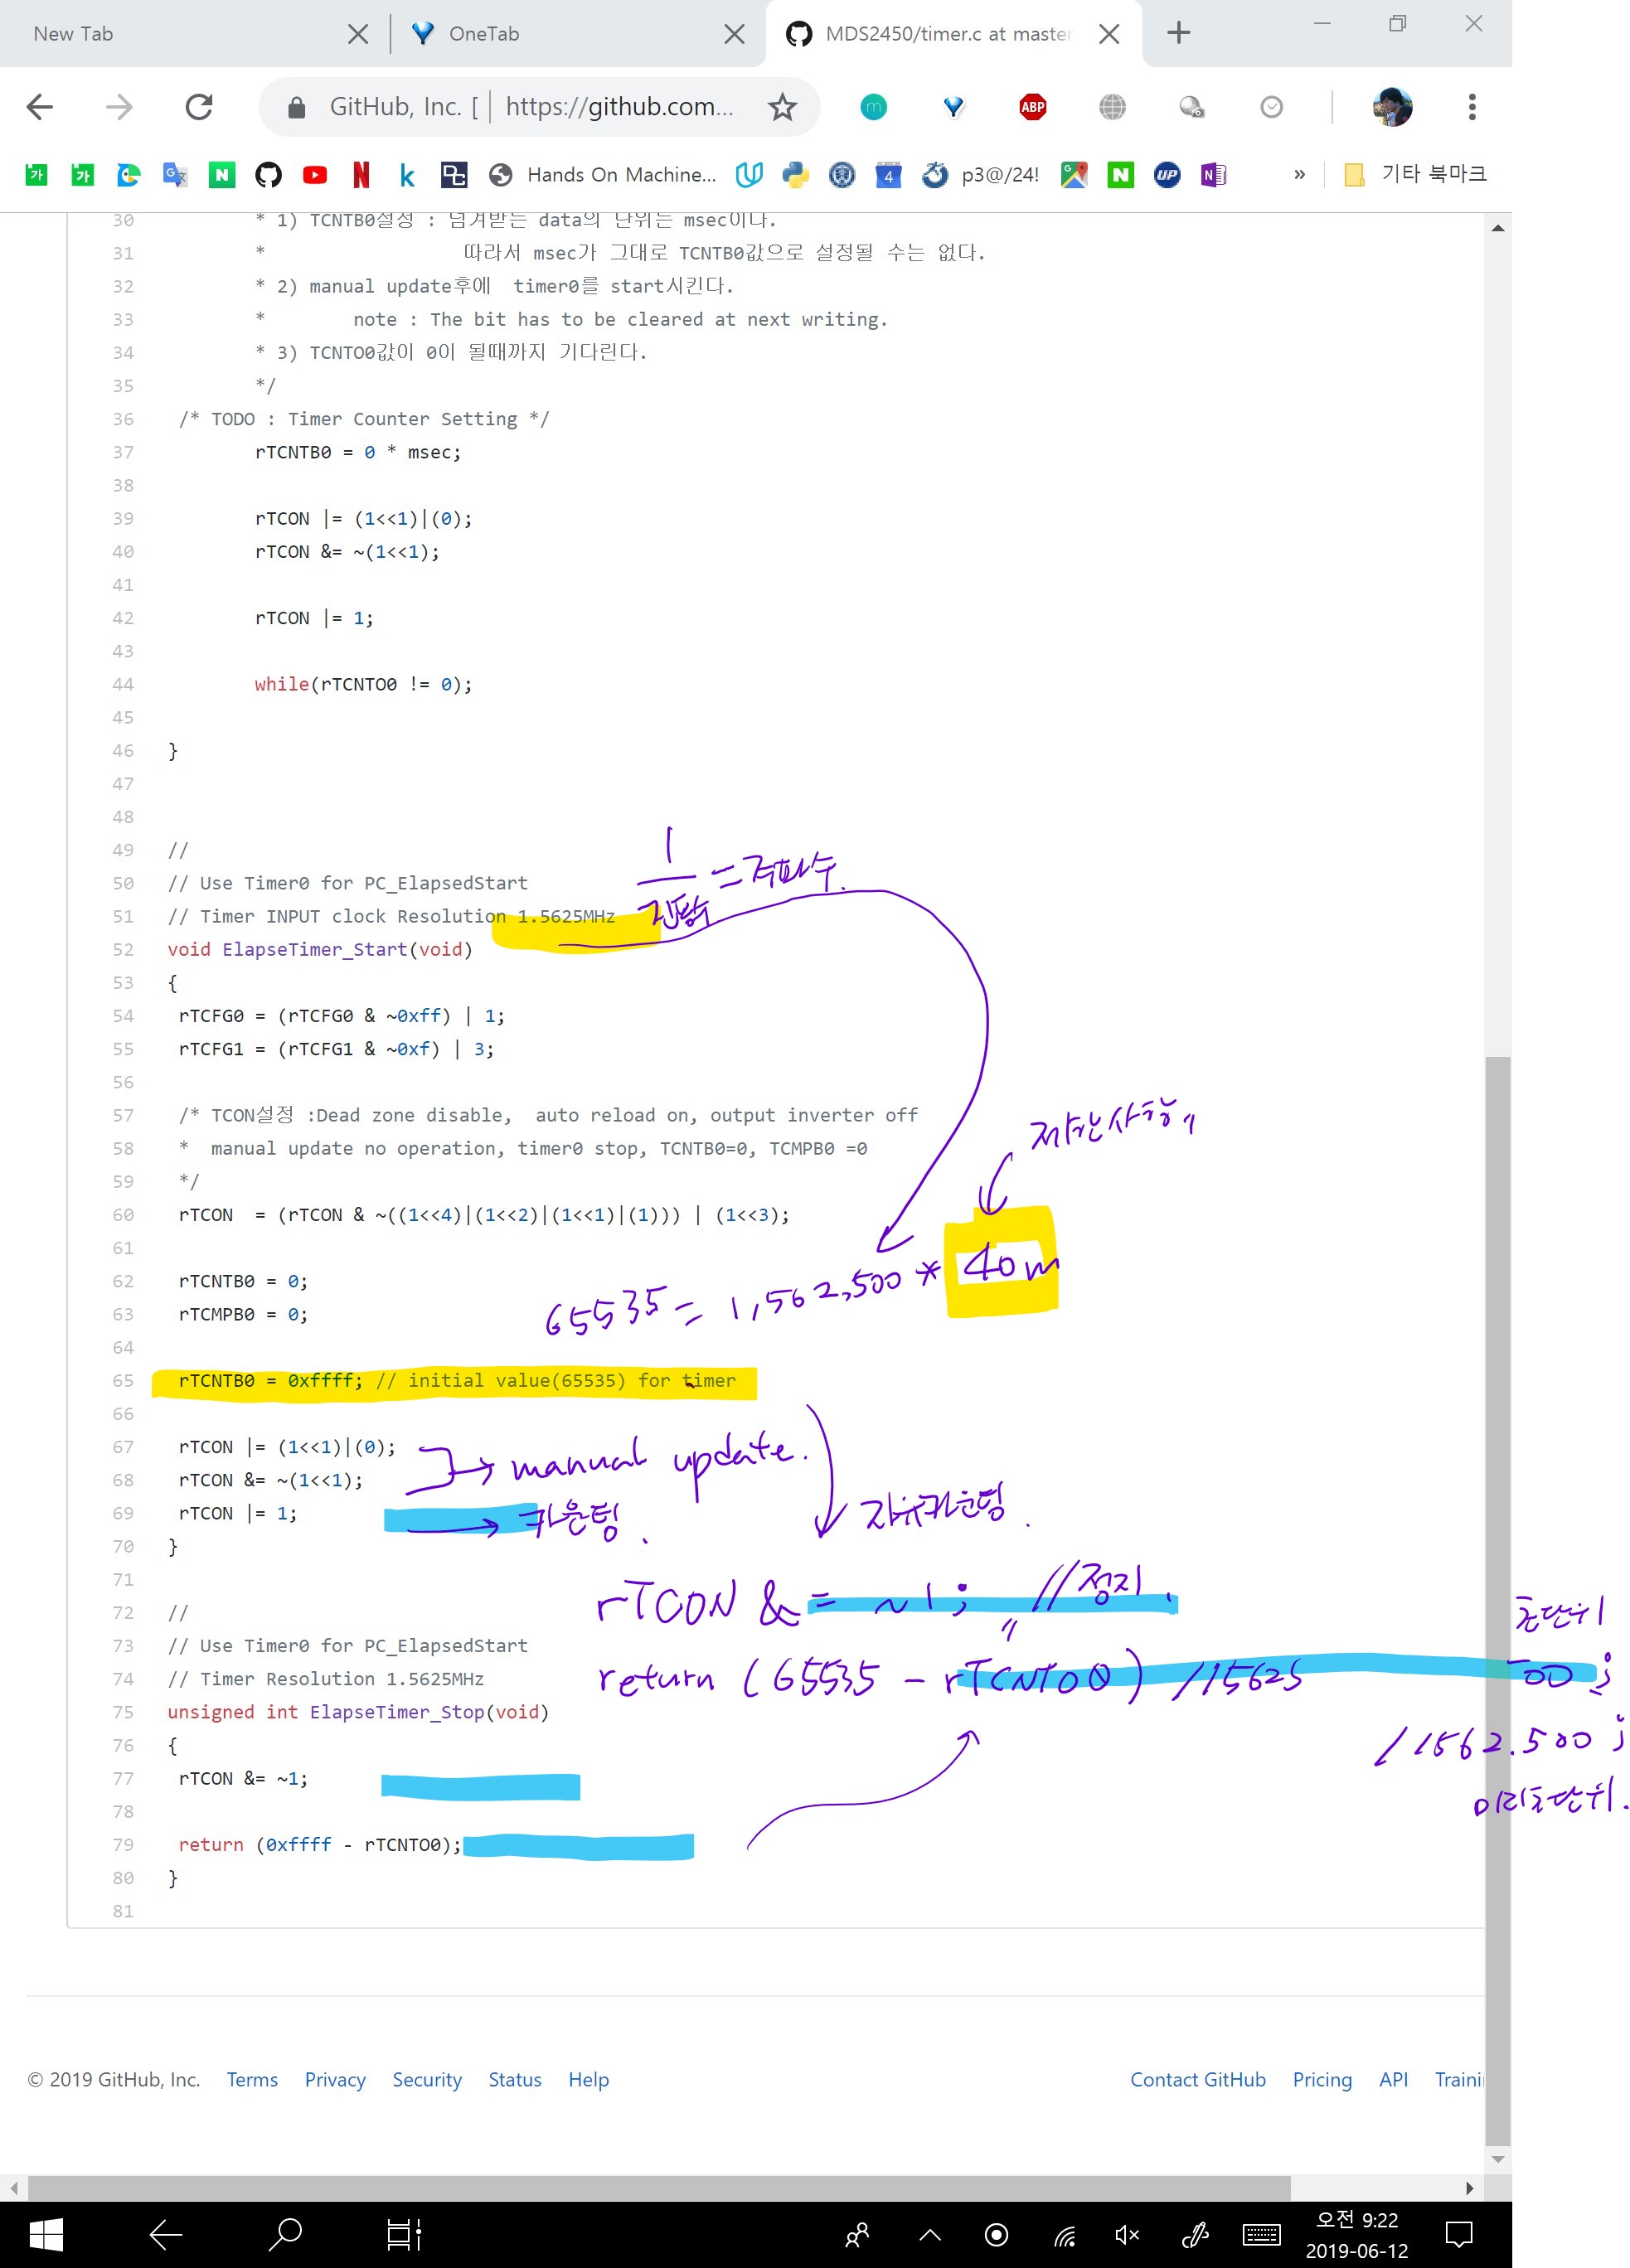 New Tab
OneTab
MDS2450/timer.c at master
GitHub, Inc. [
https://github.com...
m
ABP
가
가
N
N
k
Hands On Machine...
4
p3@/24!
N
UP
N
»
기타 북마크
30 * 1) TCNTB0설정 : 넘겨받는 data의 단위는 msec이다.
31 * 따라서 msec가 그대로 TCNTB0값으로 설정될 수는 없다.
32 * 2) manual update후에 timer0를 start시킨다.
33 * note : The bit has to be cleared at next writing.
34 * 3) TCNTO0값이 0이 될때까지 기다린다.
35 */
36 /* TODO : Timer Counter Setting */
37 rTCNTB0 = 0 * msec;
38
39 rTCON |= (1<<1)|(0);
40 rTCON &= ~(1<<1);
41
42 rTCON |= 1;
43
44 while(rTCNTO0 != 0);
45
46 }
47
48
49 //
50 // Use Timer0 for PC_ElapsedStart
51 // Timer INPUT clock Resolution 1.5625MHz
1
= 주파수.
52 void ElapseTimer_Start(void)
53 {
54 rTCFG0 = (rTCFG0 & ~0xff) | 1;
55 rTCFG1 = (rTCFG1 & ~0xf) | 3;
56
57 /* TCON설정 :Dead zone disable, auto reload on, output inverter off
58 * manual update no operation, timer0 stop, TCNTB0=0, TCMPB0 =0
59 */
60 rTCON = (rTCON & ~((1<<4)|(1<<2)|(1<<1)|(1))) | (1<<3);
61
62 rTCNTB0 = 0;
63 rTCMPB0 = 0;
65535 = 1,562,500 * 40m
64
65 rTCNTB0 = 0xffff; // initial value(65535) for timer
66
67 rTCON |= (1<<1)|(0);
68 rTCON &= ~(1<<1);
→ manual update.
69 rTCON |= 1;
→ 카운팅.
자유카운팅.
70 }
71
rTCON &= ~1; //정지.
72 //
73 // Use Timer0 for PC_ElapsedStart
초단위
74 // Timer Resolution 1.5625MHz
return (65535 - rTCNTO0) /15625 00;
75 unsigned int ElapseTimer_Stop(void)
/1562.500;
76 {
77 rTCON &= ~1;
미리초단위.
78
79 return (0xffff - rTCNTO0);
80 }
81
© 2019 GitHub, Inc. Terms Privacy Security Status Help
Contact GitHub Pricing API Traini
오전 9:22
2019-06-12